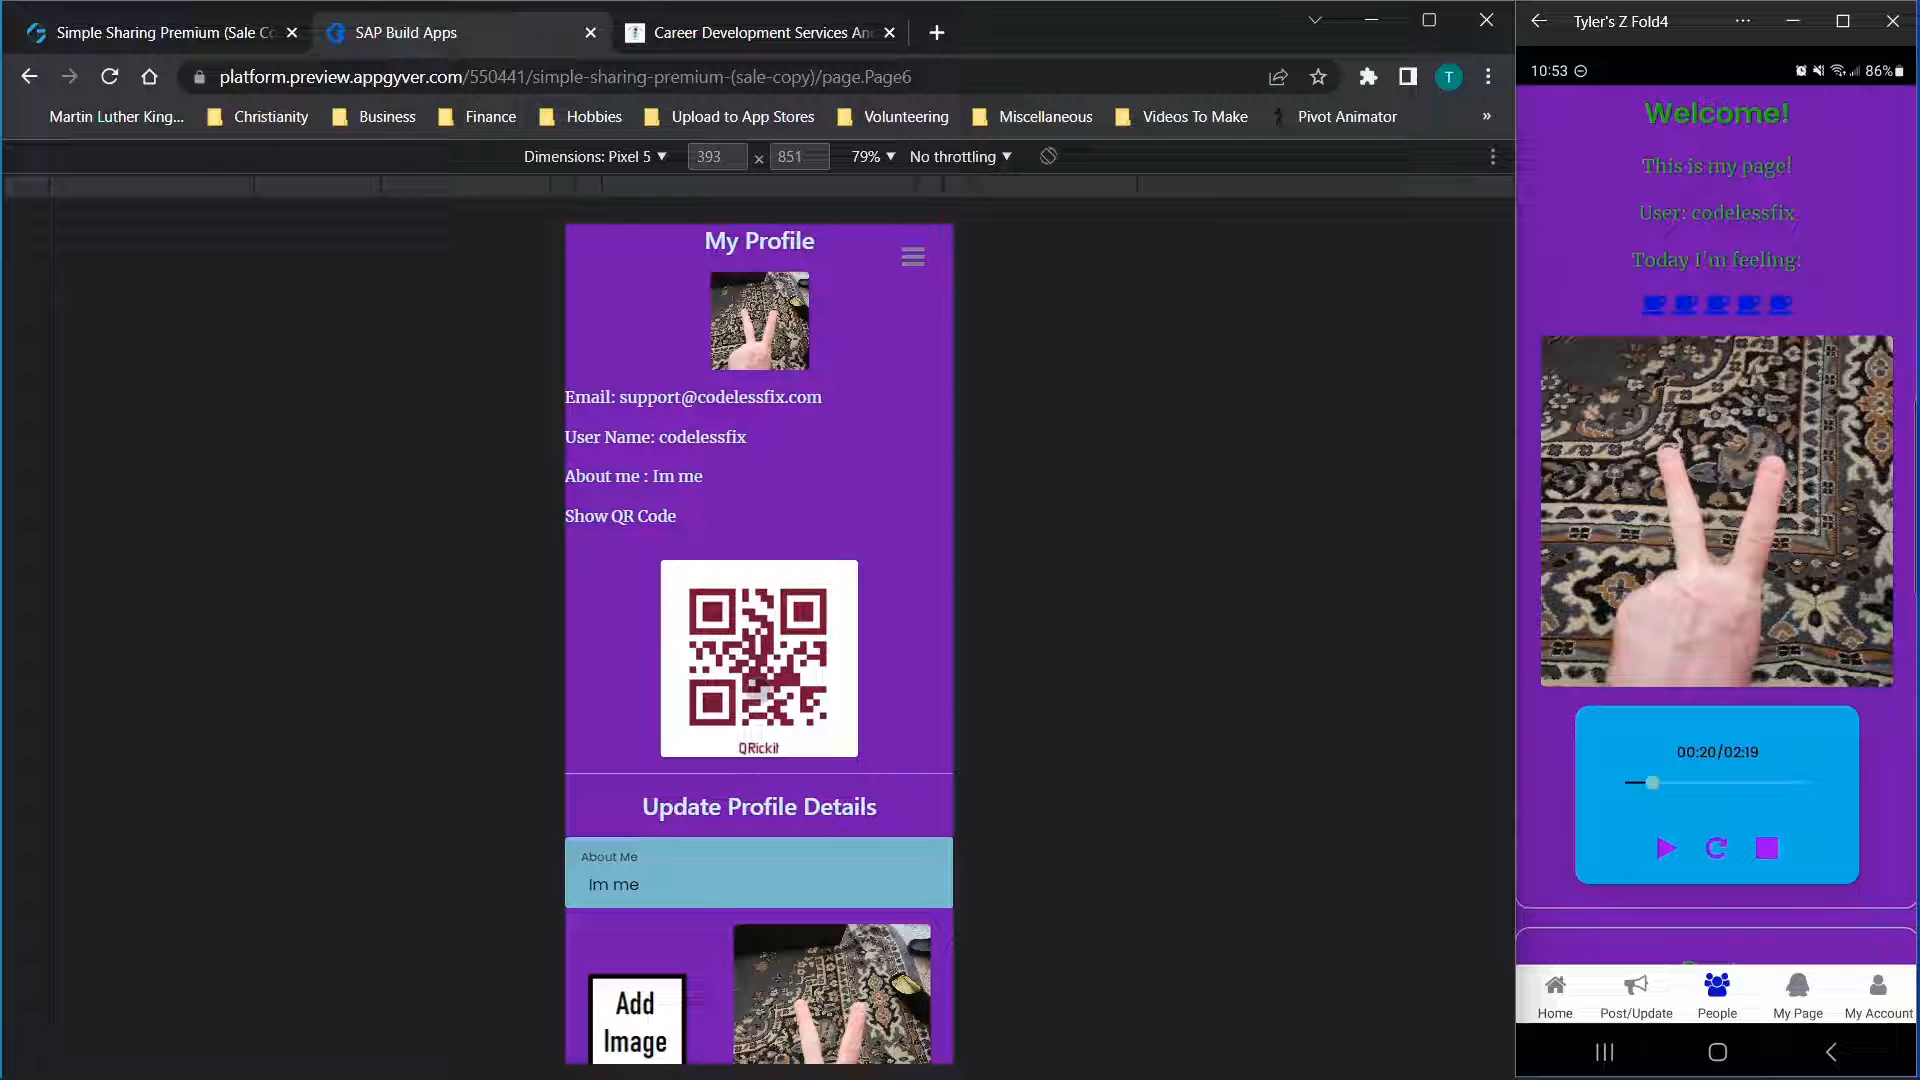 Simple Sharing Premium (Sale Co
SAP Build Apps
Career Development Services An
platform.preview.appgyver.com/550441/simple-sharing-premium-(sale-copy)/page.Page6
T
Martin Luther King...
Christianity
Business
Finance
Hobbies
Upload to App Stores
Volunteering
Miscellaneous
Videos To Make
Pivot Animator
»
Dimensions: Pixel 5
393
×
851
79%
No throttling
My Profile
Email: support@codelessfix.com
User Name: codelessfix
About me : Im me
Show QR Code
QRickit
Update Profile Details
About Me
Im me
Add
Image
Tyler's Z Fold4
10:53
86%
Welcome!
This is my page!
User: codelessfix
Today I'm feeling:
00:20/02:19
Home
Post/Update
People
My Page
My Account